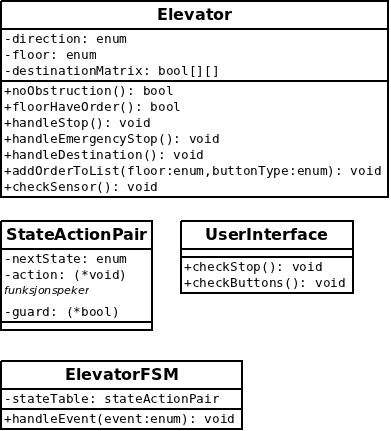 Elevator
-direction: enum
-floor: enum
-destinationMatrix: bool[][]
+noObstruction(): bool
+floorHaveOrder(): bool
+handleStop(): void
+handleEmergencyStop(): void
+handleDestination(): void
+addOrderToList(floor:enum,buttonType:enum): void
+checkSensor(): void
StateActionPair
-nextState: enum
-action: (*void)
funksjonspeker
-guard: (*bool)
UserInterface
+checkStop(): void
+checkButtons(): void
ElevatorFSM
-stateTable: stateActionPair
+handleEvent(event:enum): void